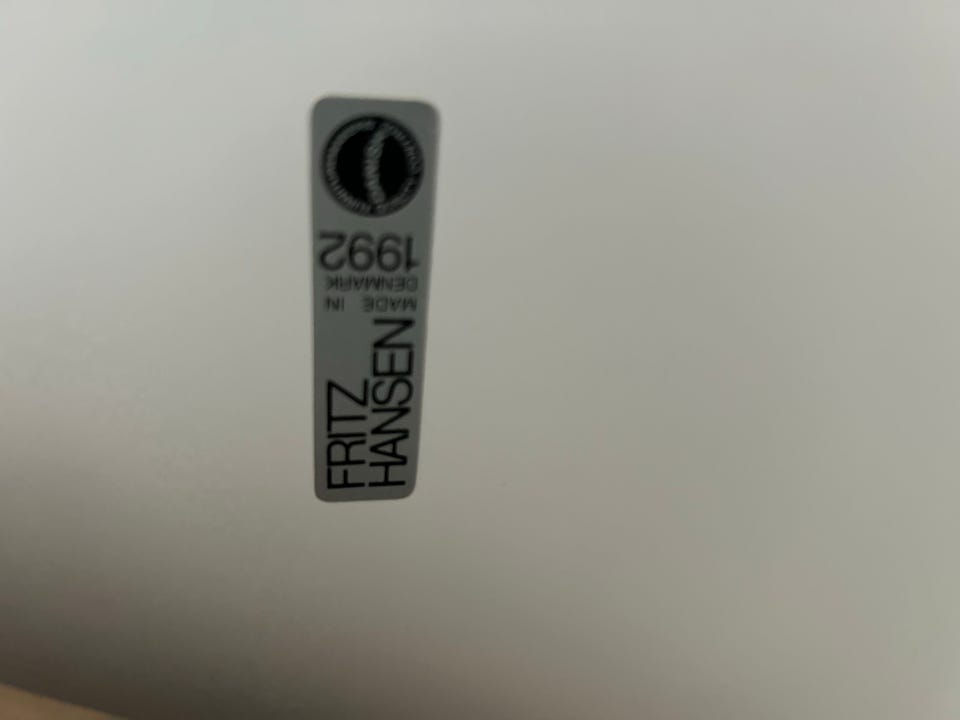 FRITZ
HANSEN
MADE IN
DENMARK
1992